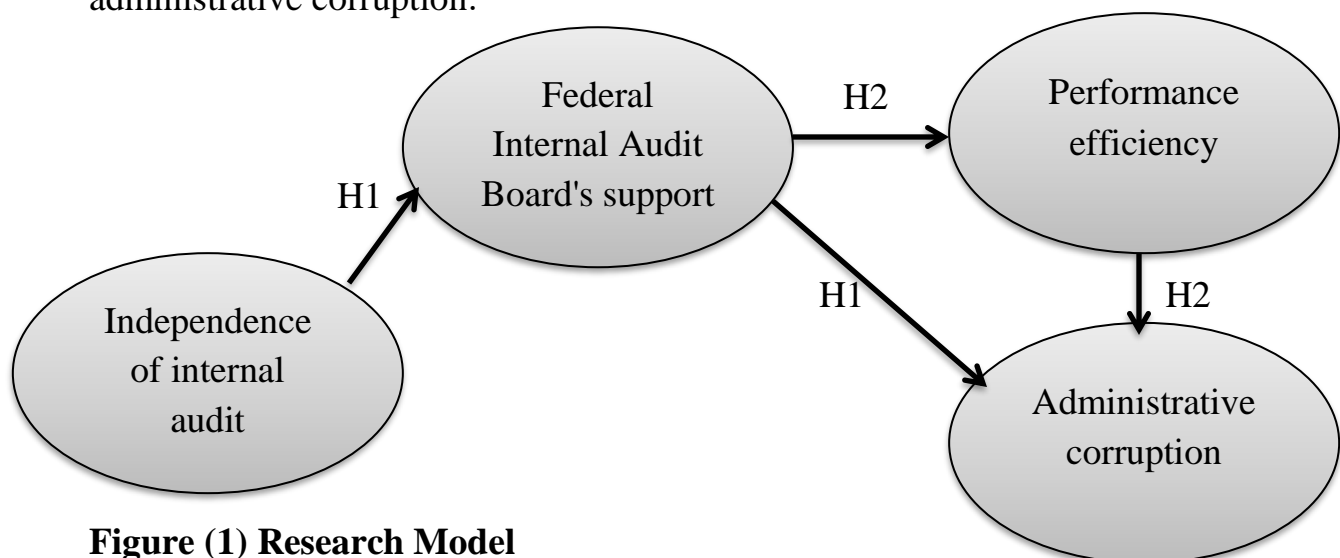 administrative corruption.
Federal
Internal Audit
Board's support
H2
Performance
efficiency
H1
Independence
of internal
audit
H1
H2
Administrative
corruption
Figure (1) Research Model